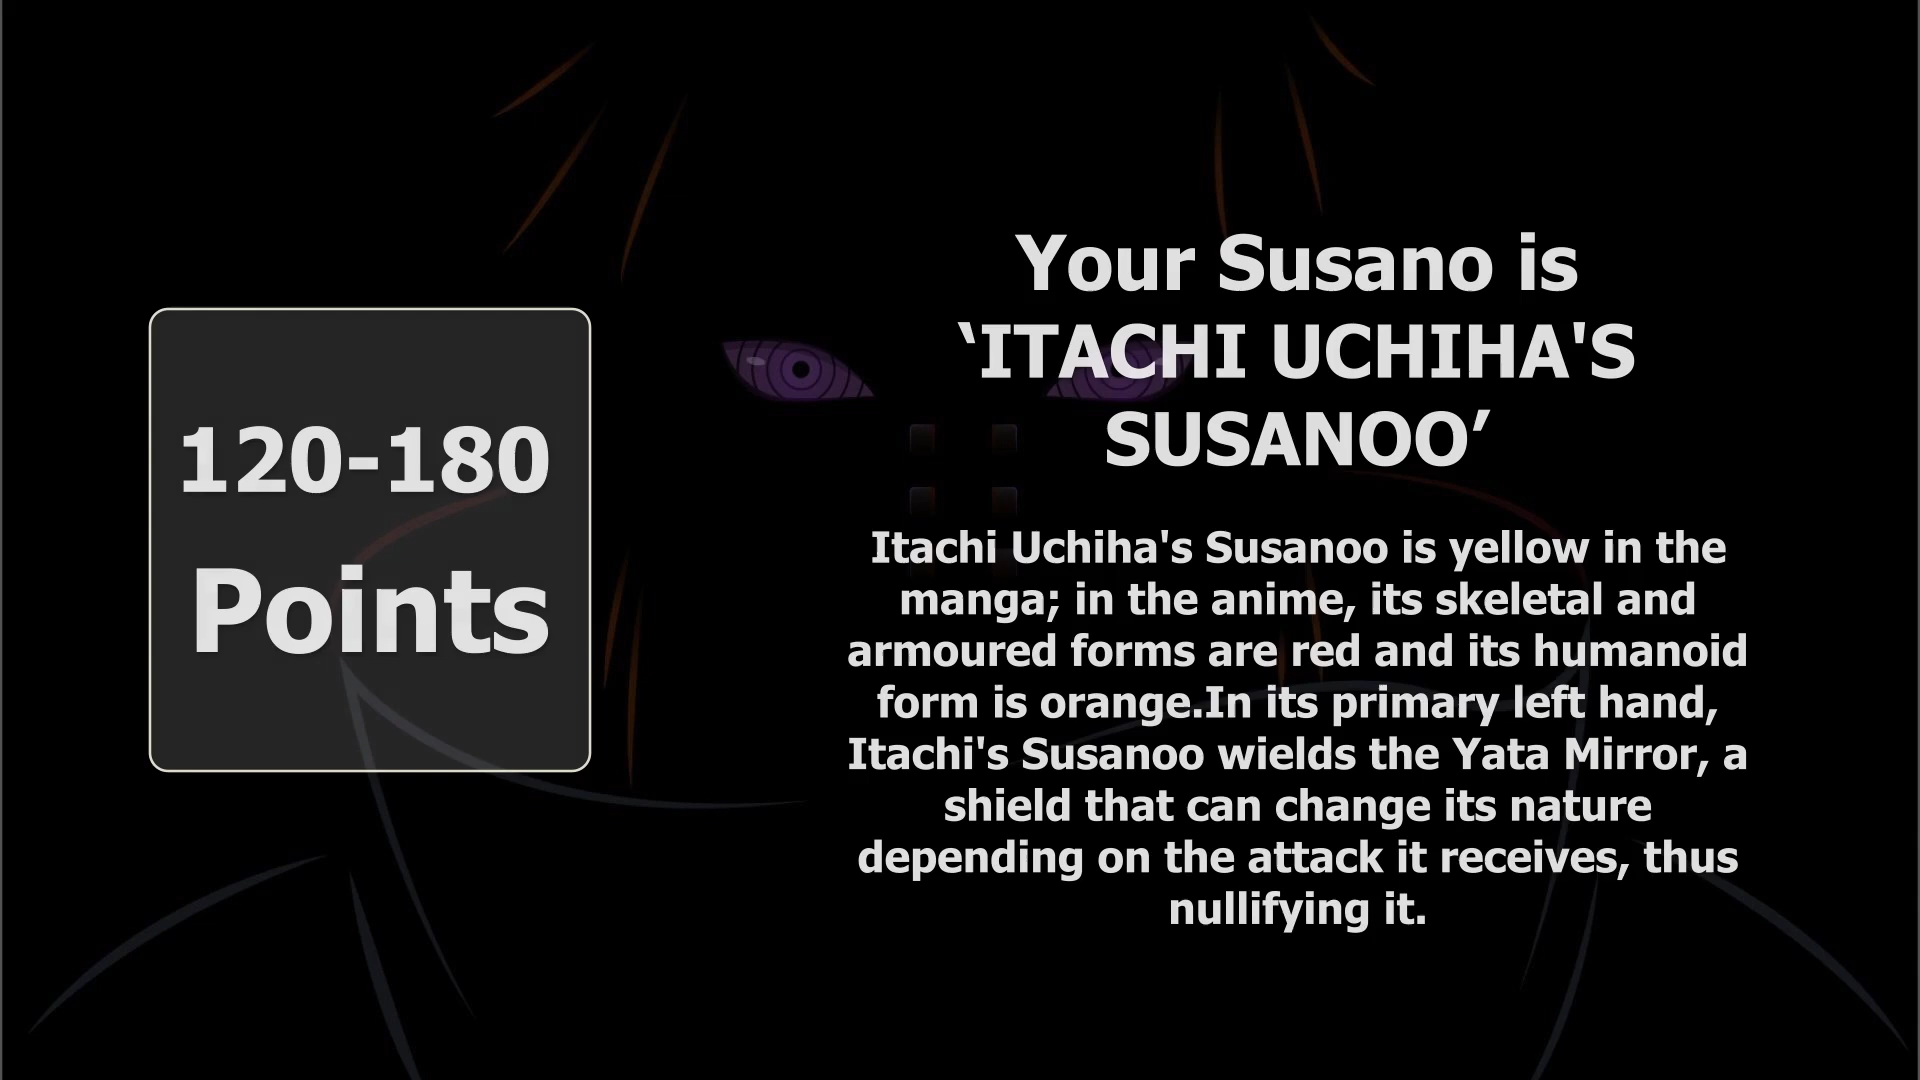 120-180
Points
Your Susano is
‘ITACHI UCHIHA'S
SUSANOO’
Itachi Uchiha's Susanoo is yellow in the
manga; in the anime, its skeletal and
armoured forms are red and its humanoid
form is orange.In its primary left hand,
Itachi's Susanoo wields the Yata Mirror, a
shield that can change its nature
depending on the attack it receives, thus
nullifying it.